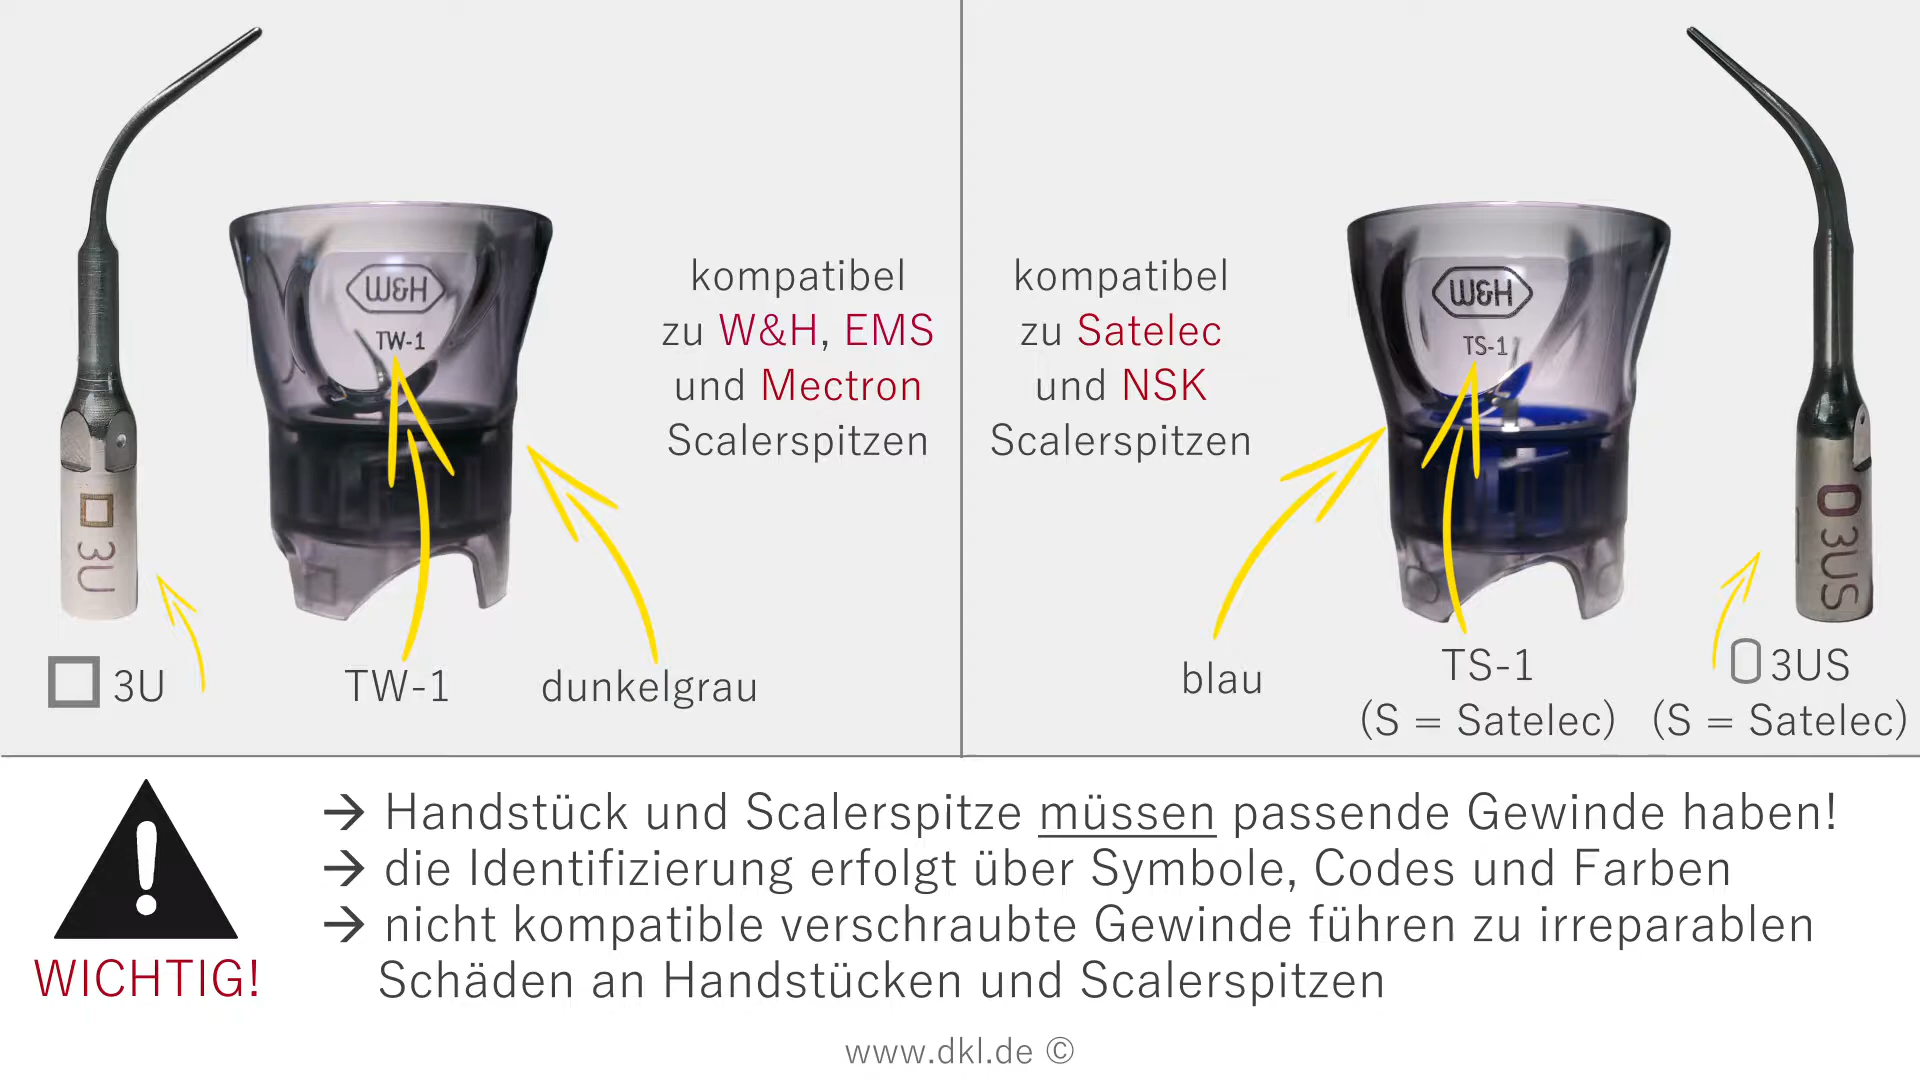 W&H
TW-1
3U
kompatibel
zu W&H, EMS
und Mectron
Scalerspitzen
3U
TW-1
dunkelgrau
kompatibel
zu Satelec
und NSK
Scalerspitzen
W&H
TS-1
3US
blau
TS-1
(S = Satelec)
3US
(S = Satelec)
WICHTIG!
→ Handstück und Scalerspitze müssen passende Gewinde haben!
→ die Identifizierung erfolgt über Symbole, Codes und Farben
→ nicht kompatible verschraubte Gewinde führen zu irreparablen
Schäden an Handstücken und Scalerspitzen
www.dkl.de ©